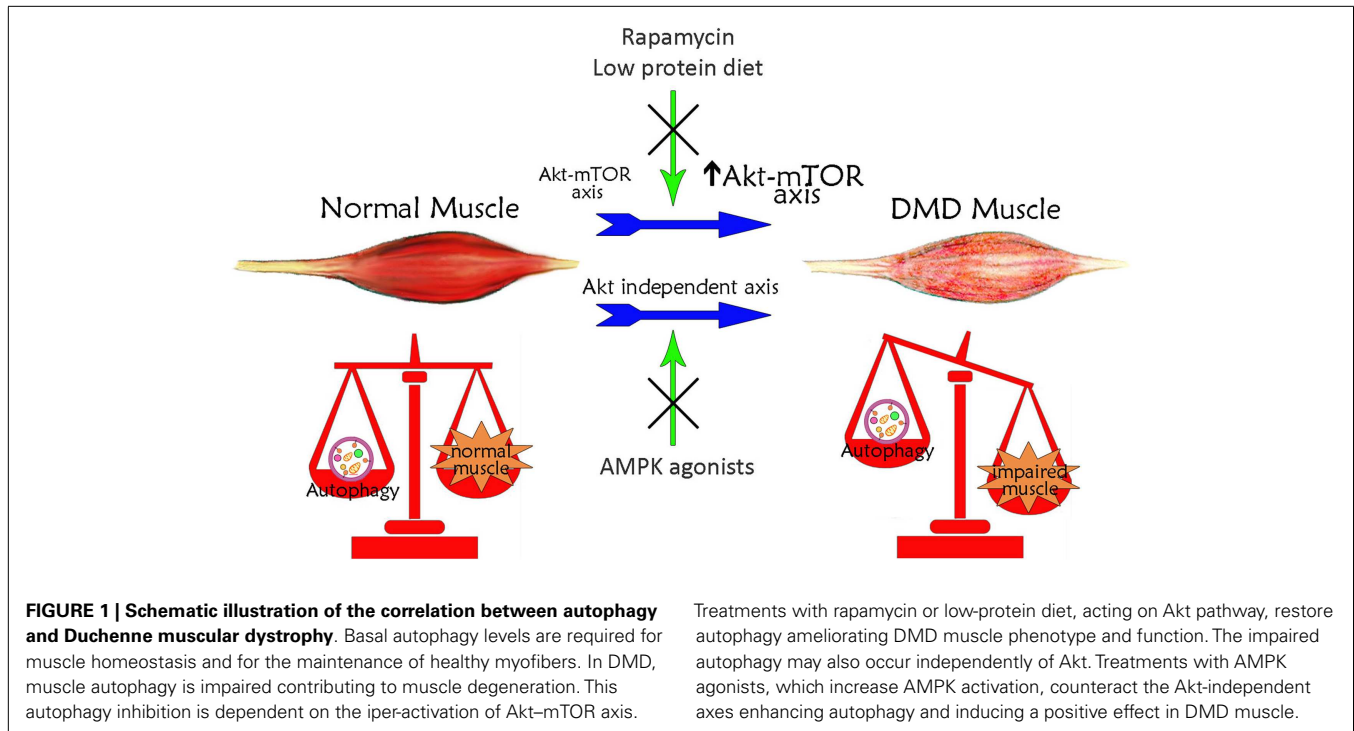 Rapamycin
Low protein diet
Akt-mTOR
axis
↑Akt-mTOR
axis
Normal Muscle
DMD Muscle
Akt independent axis
normal
muscle
Autophagy
Autophagy
impaired
muscle
AMPK agonists
FIGURE 1 | Schematic illustration of the correlation between autophagy
and Duchenne muscular dystrophy. Basal autophagy levels are required for
muscle homeostasis and for the maintenance of healthy myofibers. In DMD,
muscle autophagy is impaired contributing to muscle degeneration. This
autophagy inhibition is dependent on the iper-activation of Akt–mTOR axis.
Treatments with rapamycin or low-protein diet, acting on Akt pathway, restore
autophagy ameliorating DMD muscle phenotype and function. The impaired
autophagy may also occur independently of Akt. Treatments with AMPK
agonists, which increase AMPK activation, counteract the Akt-independent
axes enhancing autophagy and inducing a positive effect in DMD muscle.